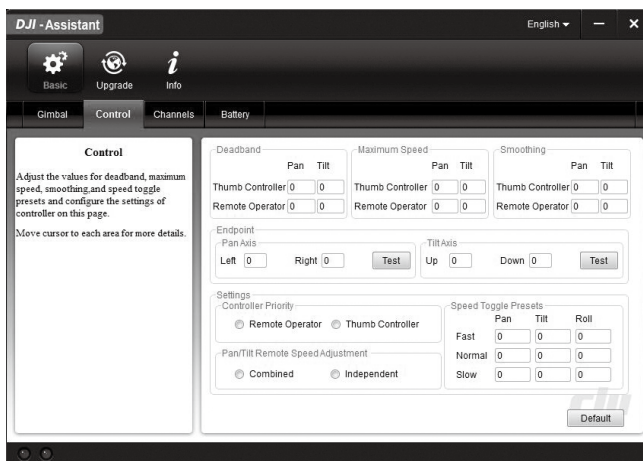 DJI - Assistant
English
Basic Upgrade Info
Gimbal Control Channels Battery
Control
Adjust the values for deadband, maximum
speed, smoothing,and speed toggle
presets and configure the settings of
controller on this page.
Move cursor to each area for more details.
Deadband
Pan Tilt
Thumb Controller 0 0
Remote Operator 0 0
Maximum Speed
Pan Tilt
Thumb Controller 0 0
Remote Operator 0 0
Smoothing
Pan Tilt
Thumb Controller 0 0
Remote Operator 0 0
Endpoint
Pan Axis
Left 0 Right 0 Test
Tilt Axis
Up 0 Down 0 Test
Settings
Controller Priority
Remote Operator Thumb Controller
Pan/Tilt Remote Speed Adjustment
Combined Independent
Speed Toggle Presets
Pan Tilt Roll
Fast 0 0 0
Normal 0 0 0
Slow 0 0 0
dji
Default